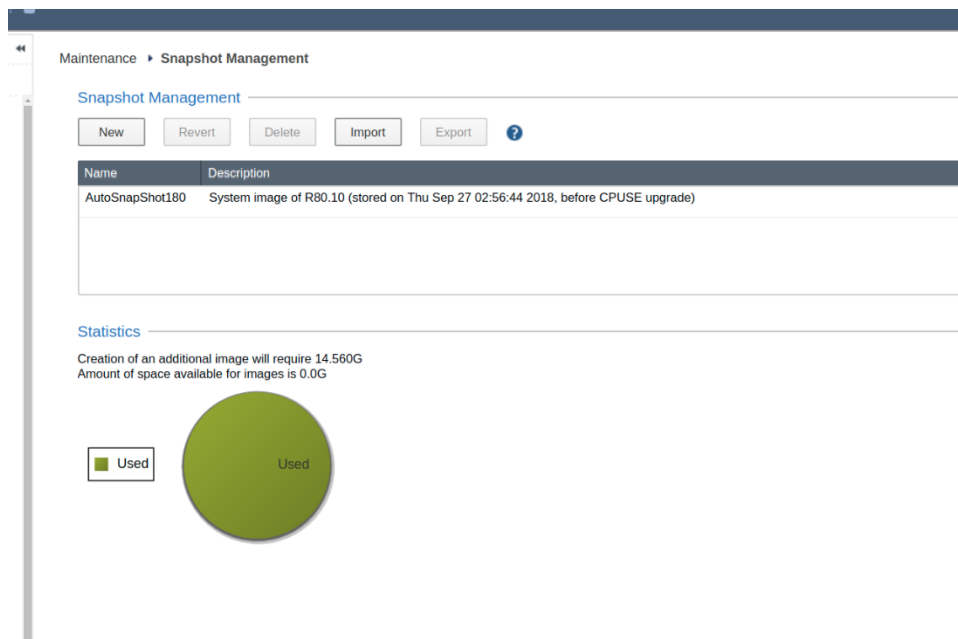 Maintenance ▸ Snapshot Management
Snapshot Management
New Revert Delete Import Export ?
Name Description
AutoSnapShot180 System image of R80.10 (stored on Thu Sep 27 02:56:44 2018, before CPUSE upgrade)
Statistics
Creation of an additional image will require 14.560G
Amount of space available for images is 0.0G
Used Used